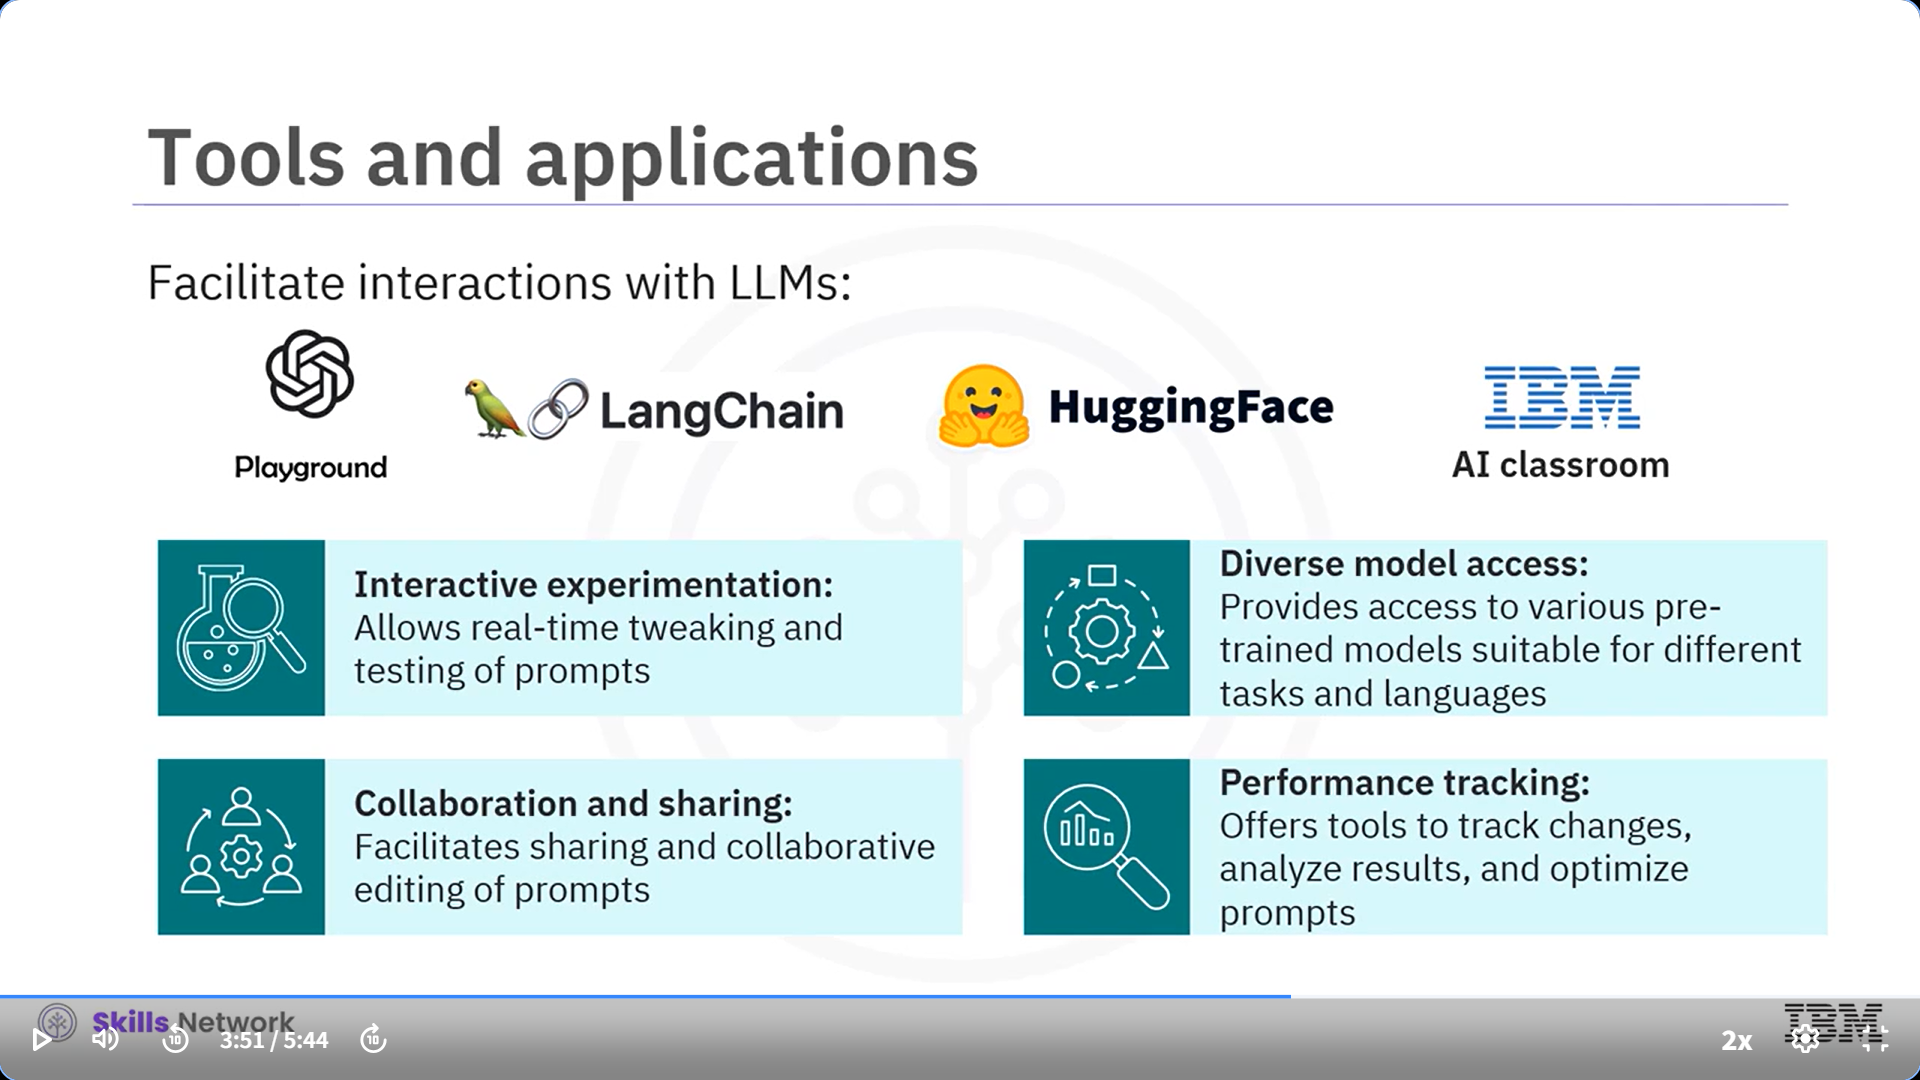 Tools and applications
Facilitate interactions with LLMs:
Playground
LangChain
HuggingFace
IBM
AI classroom
Interactive experimentation:
Allows real-time tweaking and
testing of prompts
Diverse model access:
Provides access to various pre-
trained models suitable for different
tasks and languages
Collaboration and sharing:
Facilitates sharing and collaborative
editing of prompts
Performance tracking:
Offers tools to track changes,
analyze results, and optimize
prompts
Skills Network
IBM
10
3:51 / 5:44
10
2x